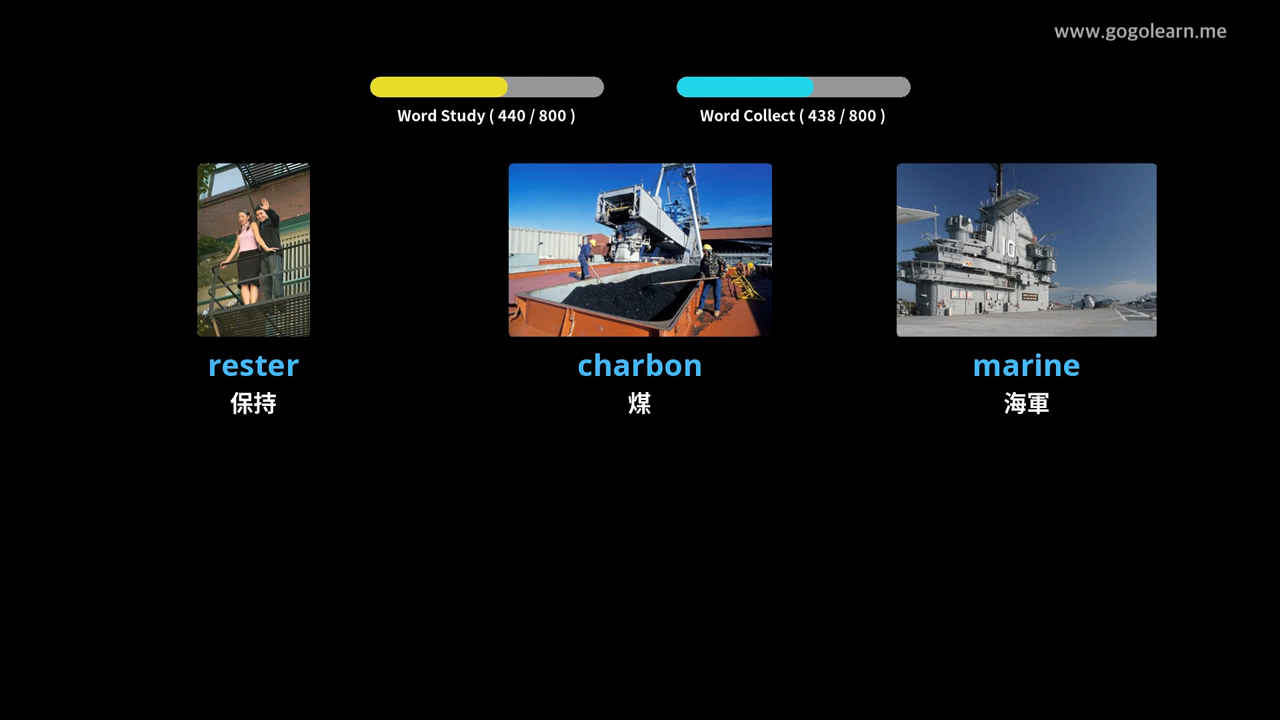 www.gogolearn.me
Word Study ( 440 / 800 )
Word Collect ( 438 / 800 )
rester
保持
charbon
煤
marine
海軍
10